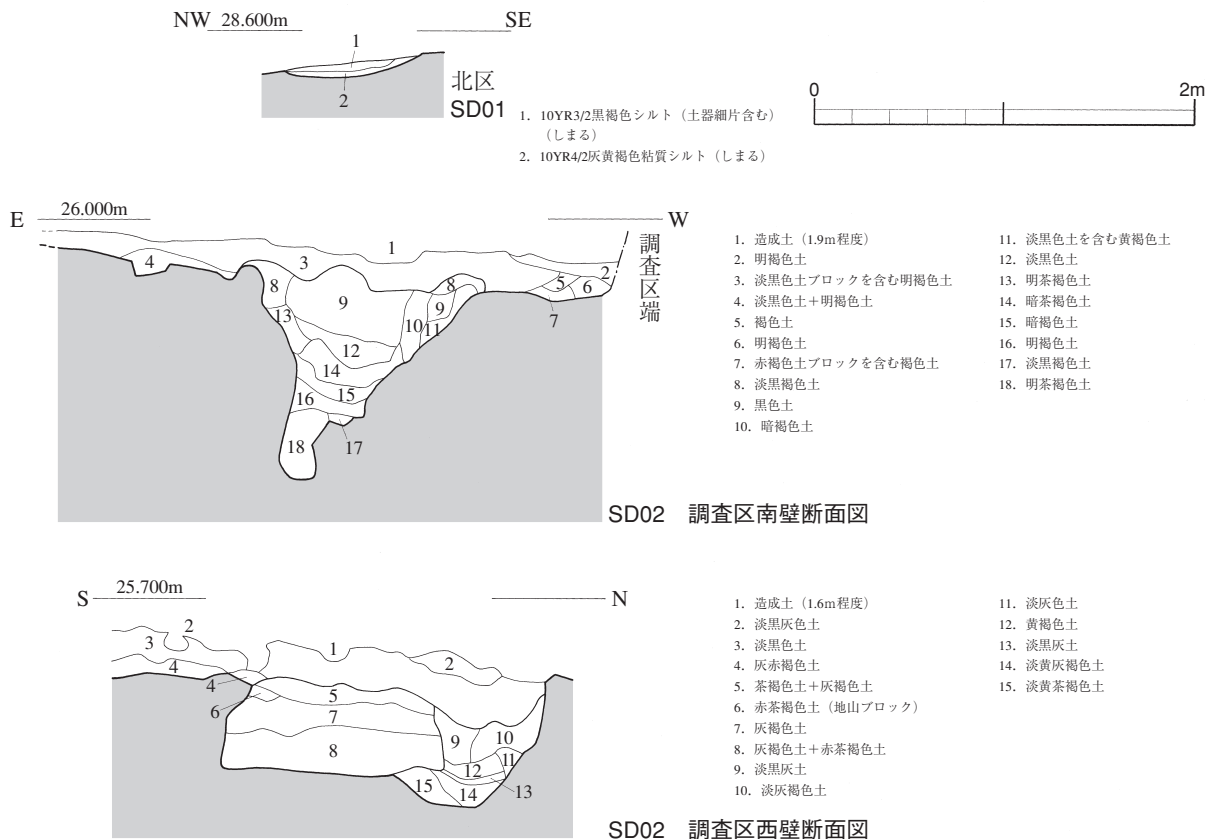 NW 28.600m SE
1
2
北区
SD01
1. 10YR3/2黒褐色シルト（土器細片含む）
（しまる）
2. 10YR4/2灰黄褐色粘質シルト（しまる）
0 2m
E 26.000m W
調査区端
1
2
3
4
5
6
7
8
8
9
9
10
11
12
13
14
15
16
17
18
1. 造成土（1.9m程度）
2. 明褐色土
3. 淡黒色土ブロックを含む明褐色土
4. 淡黒色土＋明褐色土
5. 褐色土
6. 明褐色土
7. 赤褐色土ブロックを含む褐色土
8. 淡黒褐色土
9. 黒色土
10. 暗褐色土
11. 淡黒色土を含む黄褐色土
12. 淡黒色土
13. 明茶褐色土
14. 暗茶褐色土
15. 暗褐色土
16. 明褐色土
17. 淡黒褐色土
18. 明茶褐色土
SD02 調査区南壁断面図
S 25.700m N
2
3
1
2
4
4
5
6
7
8
9
10
11
12
13
14
15
1. 造成土（1.6m程度）
2. 淡黒灰色土
3. 淡黒色土
4. 灰赤褐色土
5. 茶褐色土＋灰褐色土
6. 赤茶褐色土（地山ブロック）
7. 灰褐色土
8. 灰褐色土＋赤茶褐色土
9. 淡黒灰土
10. 淡灰褐色土
11. 淡灰色土
12. 黄褐色土
13. 淡黒灰土
14. 淡黄灰褐色土
15. 淡黄茶褐色土
SD02 調査区西壁断面図